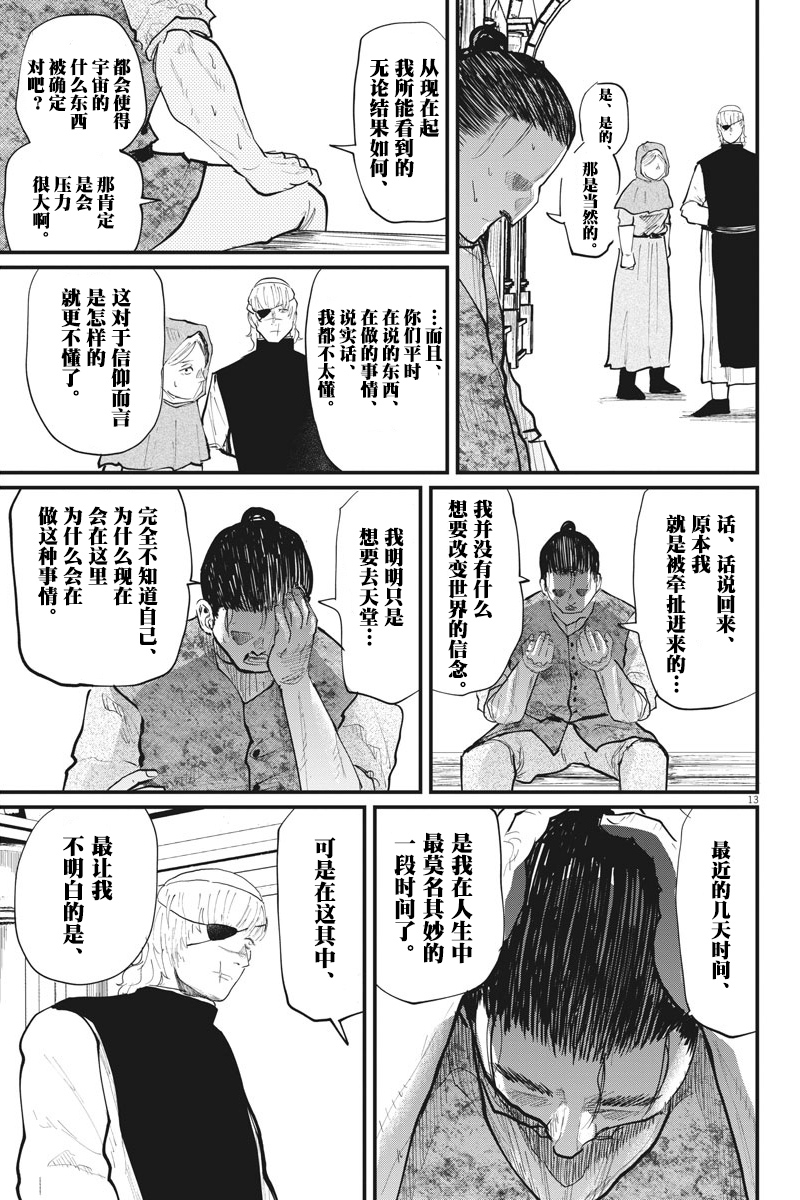 是、是的、
那是当然的。
从现在起
我所能看到的
无论结果如何、
都会使得
宇宙的
什么东西
被确定
对吧？
那肯定
是会
压力
很大啊。
…而且、
你们平时
在说的东西、
在做的事情、
说实话、
我都不太懂。
这对于信仰而言
是怎样的
就更不懂了。
话、话说回来、
原本我
就是被牵扯进来的…
我并没有什么
想要改变世界的信念。
我明明只是
想要去天堂…
完全不知道自己、
为什么现在
会在这里
为什么会在
做这种事情。
13
最近的几天时间、
是我在人生中
最莫名其妙的
一段时间了。
可是在这其中、
最让我
不明白的是、